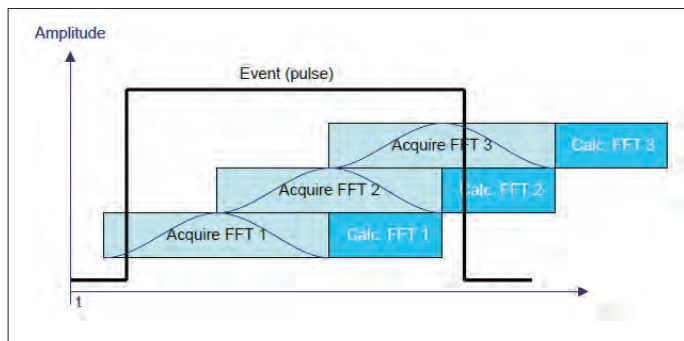 Amplitude
Event (pulse)
Acquire FFT 3 Calc. FFT 3
Acquire FFT 2 Calc. FFT 2
Acquire FFT 1 Calc. FFT 1
t